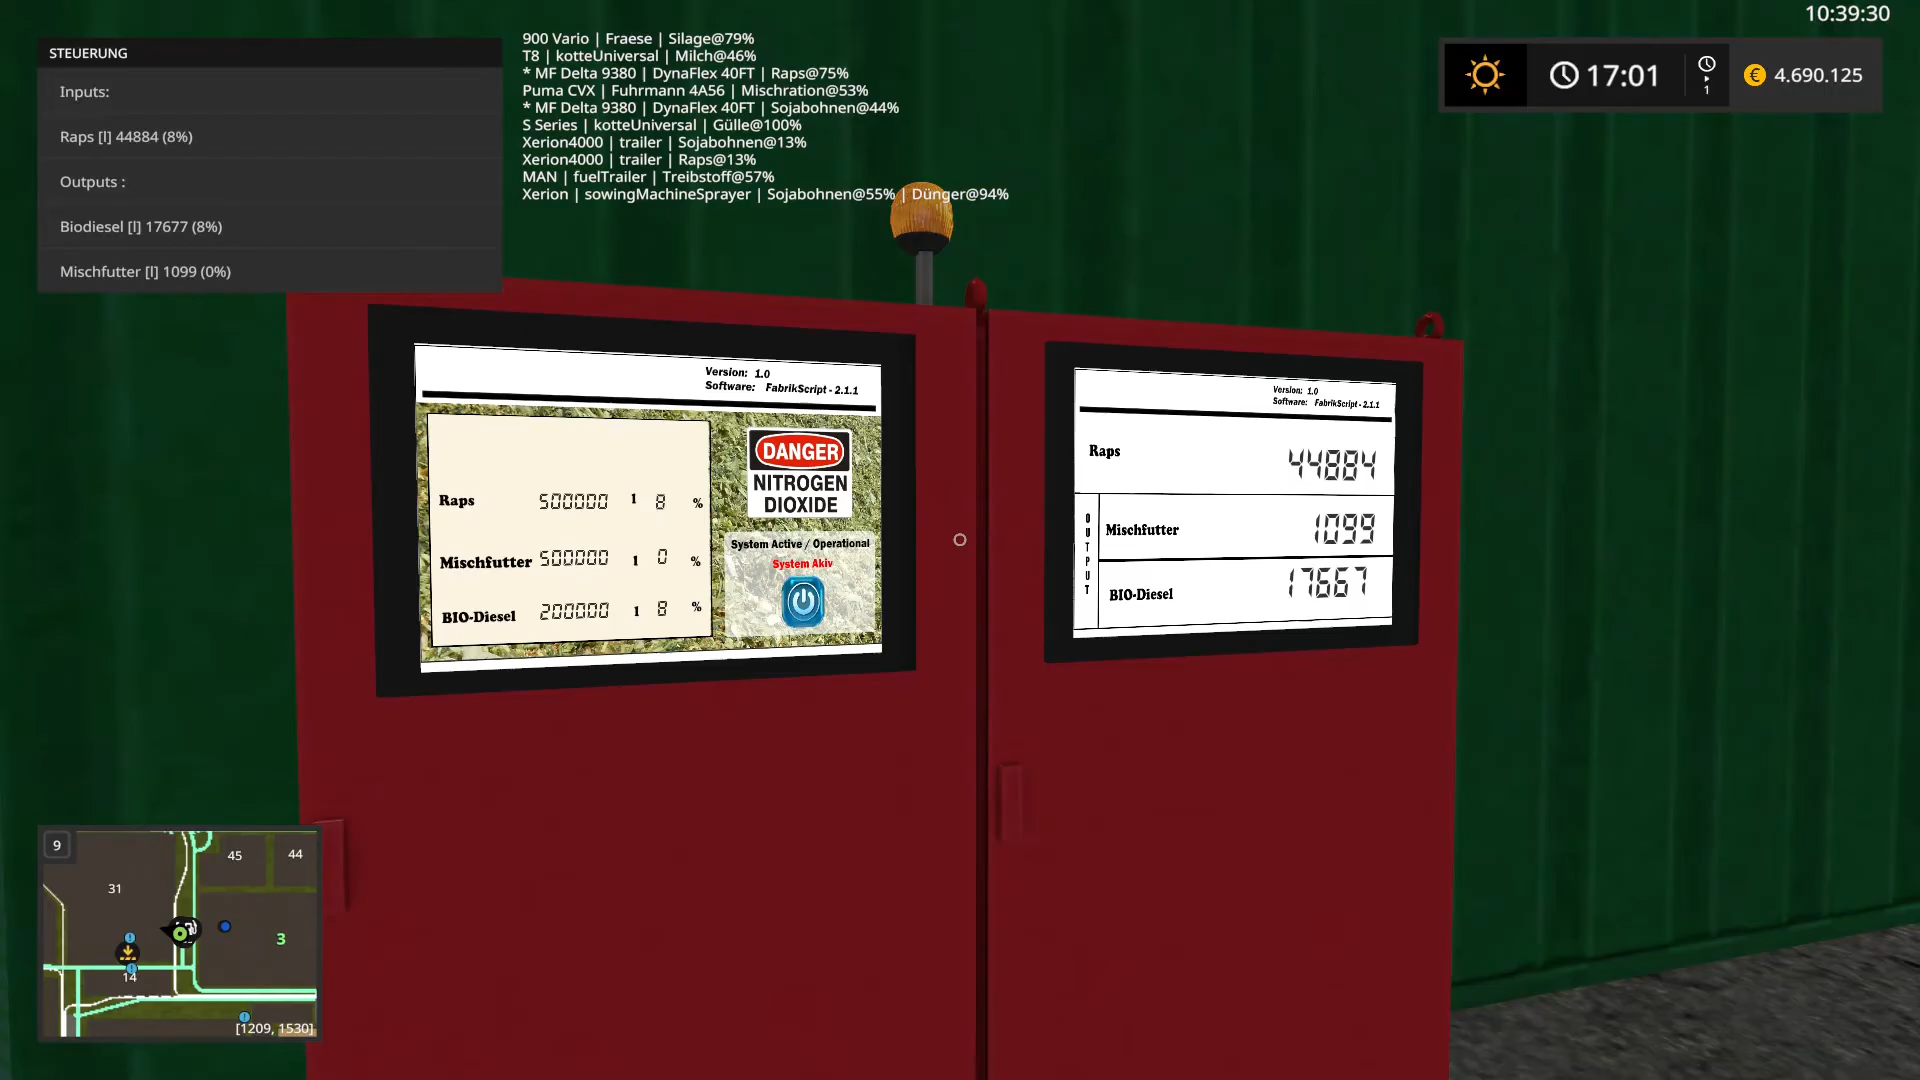 10:39:30
STEUERUNG
Inputs:
Raps [l] 44884 (8%)
Outputs :
Biodiesel [l] 17677 (8%)
Mischfutter [l] 1099 (0%)
900 Vario | Fraese | Silage@79%
T8 | kotteUniversal | Milch@46%
* MF Delta 9380 | DynaFlex 40FT | Raps@75%
Puma CVX | Fuhrmann 4A56 | Mischration@53%
* MF Delta 9380 | DynaFlex 40FT | Sojabohnen@44%
S Series | kotteUniversal | Gülle@100%
Xerion4000 | trailer | Sojabohnen@13%
Xerion4000 | trailer | Raps@13%
MAN | fuelTrailer | Treibstoff@57%
Xerion | sowingMachineSprayer | Sojabohnen@55% | Dünger@94%
17:01
1
€ 4.690.125
Version: 1.0
Software: FabrikScript - 2.1.1
Raps 500000 l 8 %
Mischfutter 500000 l 0 %
BIO-Diesel 200000 l 8 %
DANGER
NITROGEN
DIOXIDE
System Active / Operational
System Akiv
Version: 1.0
Software: FabrikScript - 2.1.1
Raps 44884
OUTPUT
Mischfutter 1099
BIO-Diesel 17667
9
45
44
31
3
14
[1209, 1530]